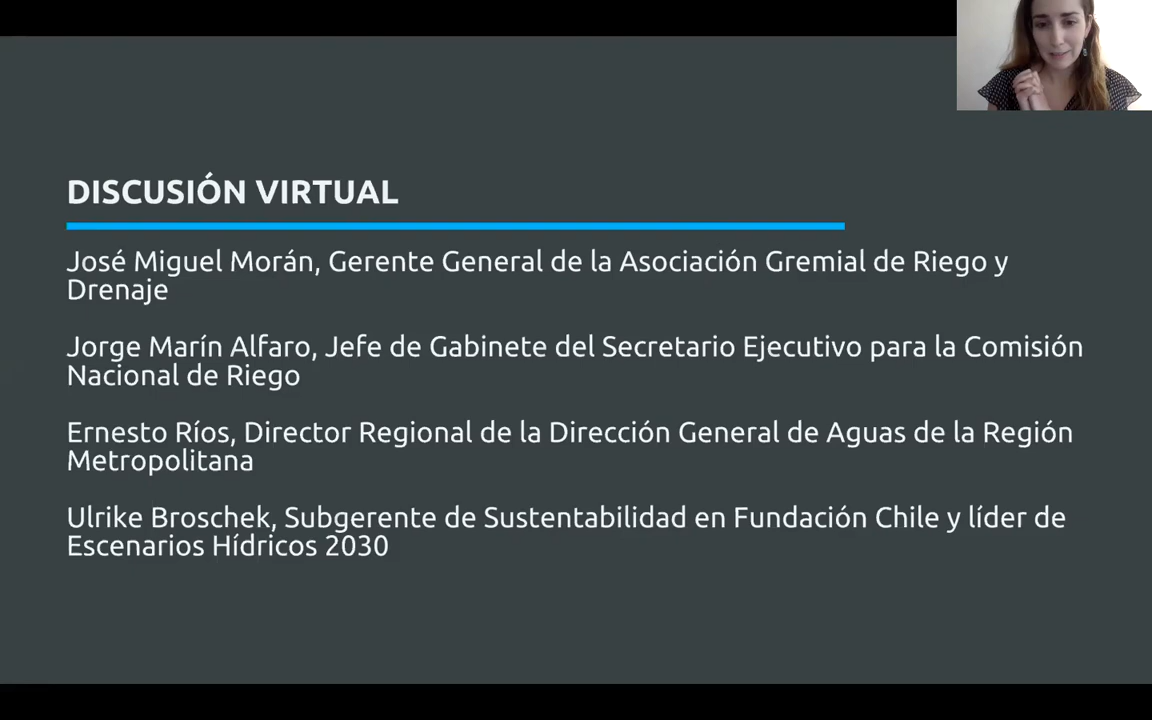 DISCUSIÓN VIRTUAL
José Miguel Morán, Gerente General de la Asociación Gremial de Riego y
Drenaje
Jorge Marín Alfaro, Jefe de Gabinete del Secretario Ejecutivo para la Comisión
Nacional de Riego
Ernesto Ríos, Director Regional de la Dirección General de Aguas de la Región
Metropolitana
Ulrike Broschek, Subgerente de Sustentabilidad en Fundación Chile y líder de
Escenarios Hídricos 2030